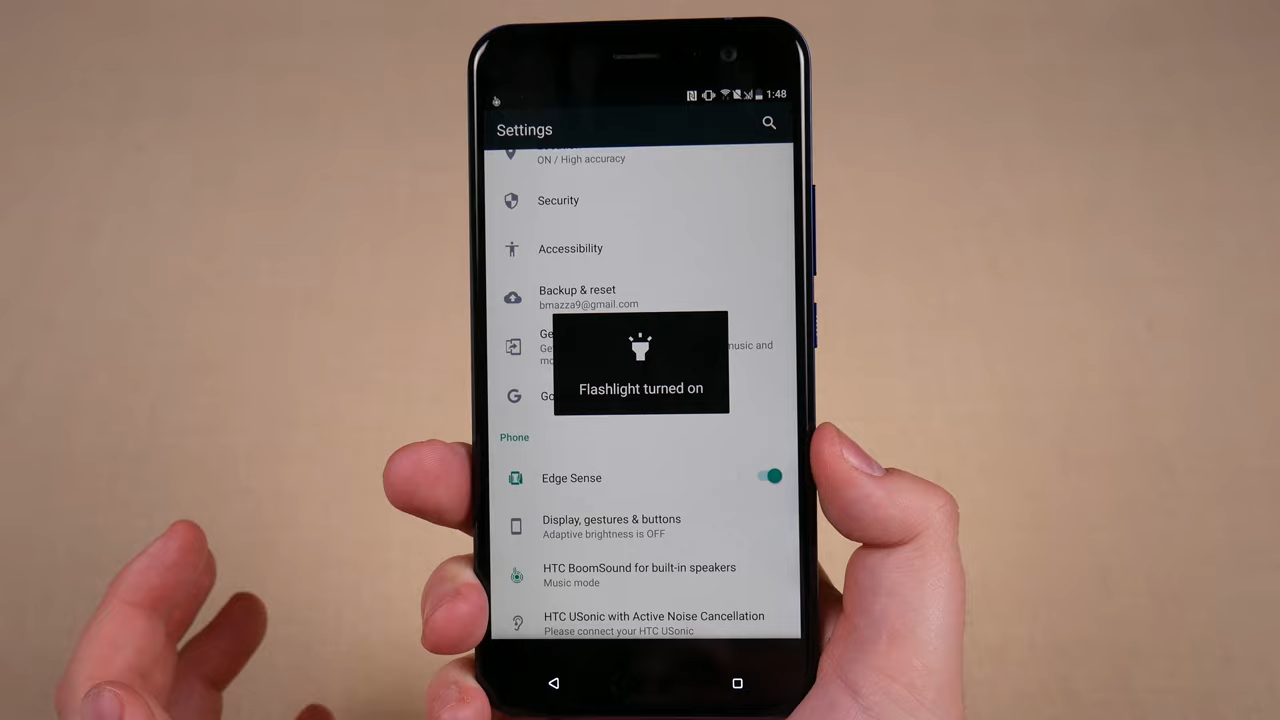 1:48
Settings
ON / High accuracy
Security
Accessibility
Backup & reset
bmazza9@gmail.com
Ge
Ge music and
mo
Go
Flashlight turned on
Phone
Edge Sense
Display, gestures & buttons
Adaptive brightness is OFF
HTC BoomSound for built-in speakers
Music mode
HTC USonic with Active Noise Cancellation
Please connect your HTC USonic